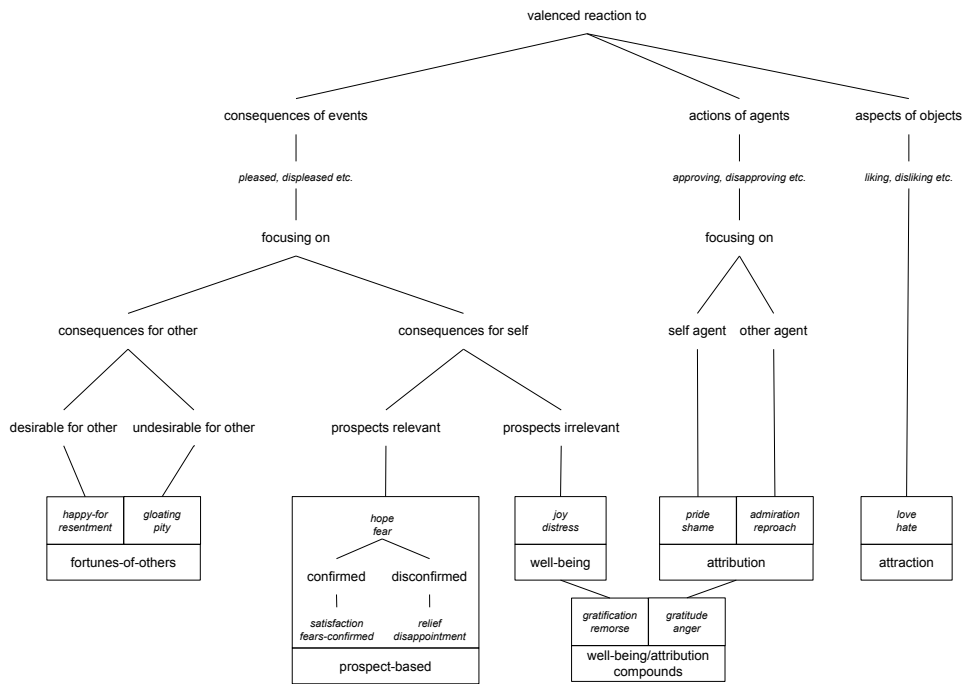 valenced reaction to
consequences of events
actions of agents
aspects of objects
pleased, displeased etc.
approving, disapproving etc.
liking, disliking etc.
focusing on
focusing on
consequences for other
consequences for self
self agent
other agent
desirable for other
undesirable for other
prospects relevant
prospects irrelevant
happy-for
resentment
gloating
pity
fortunes-of-others
hope
fear
confirmed
disconfirmed
satisfaction
fears-confirmed
relief
disappointment
prospect-based
joy
distress
well-being
pride
shame
admiration
reproach
attribution
love
hate
attraction
gratification
remorse
gratitude
anger
well-being/attribution
compounds